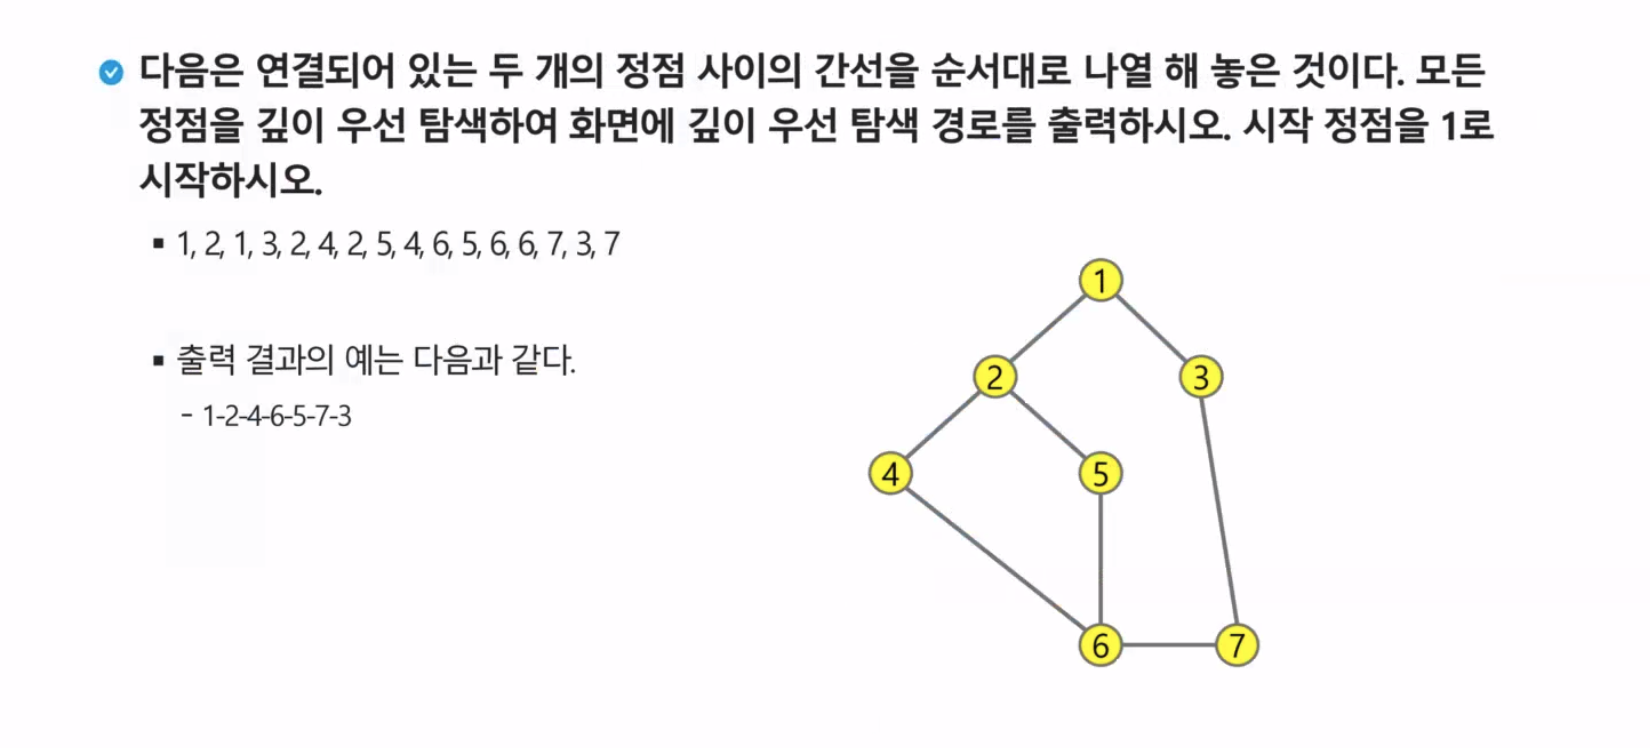 다음은 연결되어 있는 두 개의 정점 사이의 간선을 순서대로 나열 해 놓은 것이다. 모든
정점을 깊이 우선 탐색하여 화면에 깊이 우선 탐색 경로를 출력하시오. 시작 정점을 1로
시작하시오.
▪ 1, 2, 1, 3, 2, 4, 2, 5, 4, 6, 5, 6, 6, 7, 3, 7
▪ 출력 결과의 예는 다음과 같다.
- 1-2-4-6-5-7-3
1
2
3
4
5
6
7